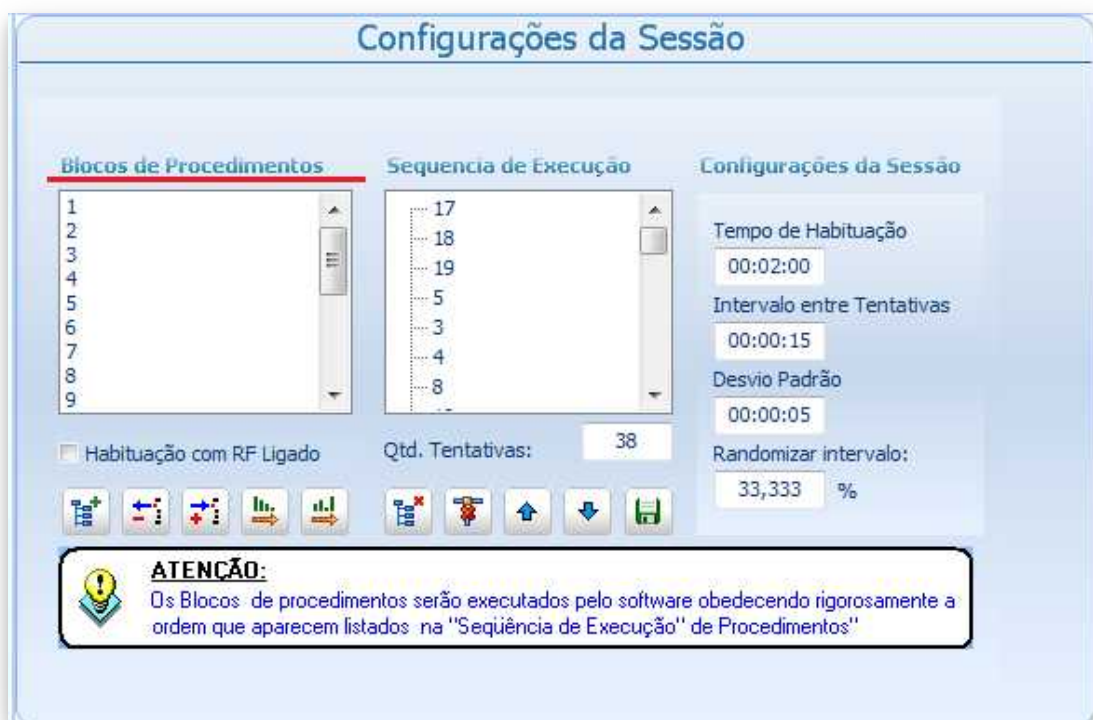 Configurações da Sessão
Blocos de Procedimentos
1
2
3
4
5
6
7
8
9
Habituação com RF Ligado
Sequencia de Execução
17
18
19
5
3
4
8
Qtd. Tentativas: 38
Configurações da Sessão
Tempo de Habituação
00:02:00
Intervalo entre Tentativas
00:00:15
Desvio Padrão
00:00:05
Randomizar intervalo:
33,333 %
ATENÇÃO:
Os Blocos de procedimentos serão executados pelo software obedecendo rigorosamente a
ordem que aparecem listados na "Seqüência de Execução" de Procedimentos"